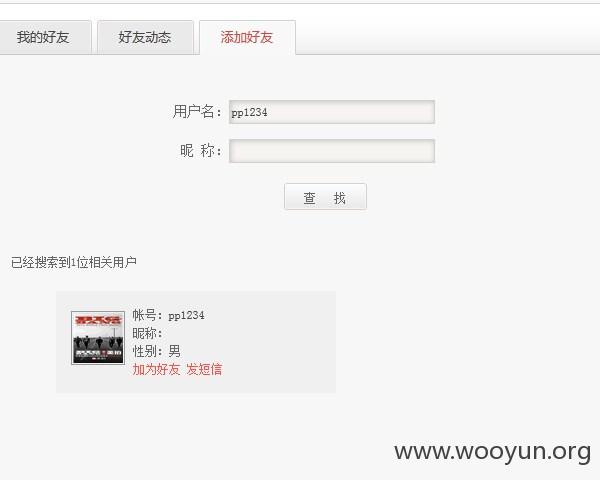 我的好友 好友动态 添加好友
用户名: pp1234
昵 称:
查 找
已经搜索到1位相关用户
BIG
BANG
帐号: pp1234
昵称:
性别: 男
加为好友 发短信
www.wooyun.org